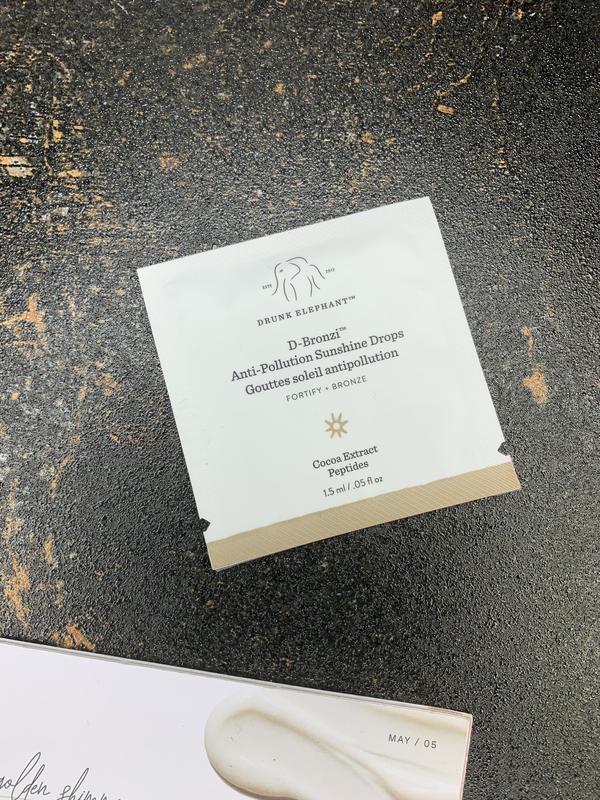 ESTD 2012
DRUNK ELEPHANT™
D-Bronzi™
Anti-Pollution Sunshine Drops
Gouttes soleil antipollution
FORTIFY + BRONZE
Cocoa Extract
Peptides
1.5 ml / .05 fl oz
MAY / 05
golden